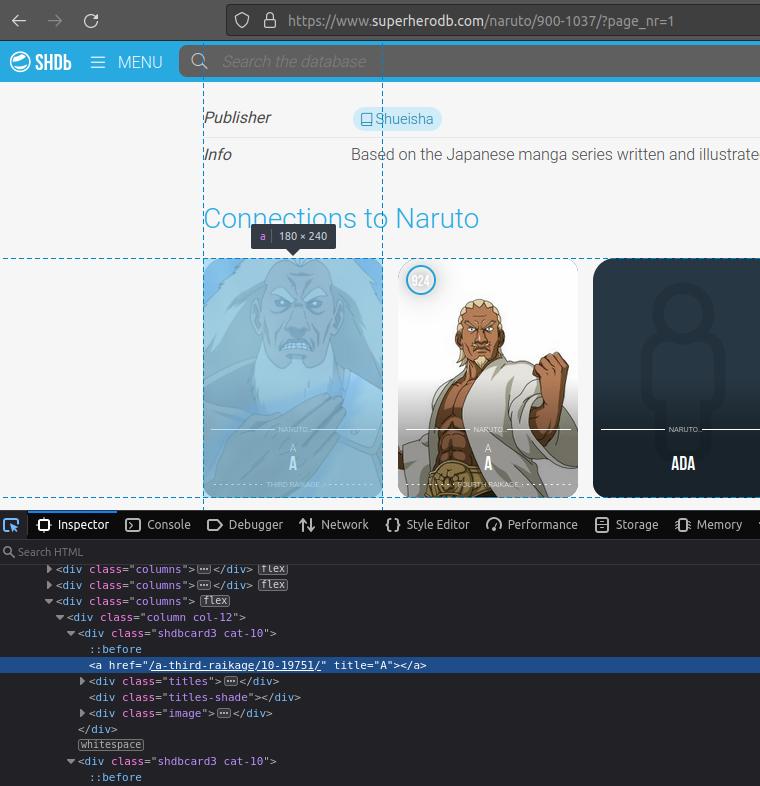 https://www.superherodb.com/naruto/900-1037/?page_nr=1
SHDb MENU Search the database
Publisher Shueisha
Info Based on the Japanese manga series written and illustrate
Connections to Naruto
a 180 × 240
924
NARUTO NARUTO NARUTO
A A
A A ADA
THIRD RAIKAGE FOURTH RAIKAGE
Inspector Console Debugger Network Style Editor Performance Storage Memory
Search HTML
<div class="columns"> ··· </div> flex
<div class="columns"> ··· </div> flex
<div class="columns"> flex
<div class="column col-12">
<div class="shdbcard3 cat-10">
::before
<a href="/a-third-raikage/10-19751/" title="A"></a>
<div class="titles"> ··· </div>
<div class="titles-shade"></div>
<div class="image"> ··· </div>
</div>
whitespace
<div class="shdbcard3 cat-10">
::before